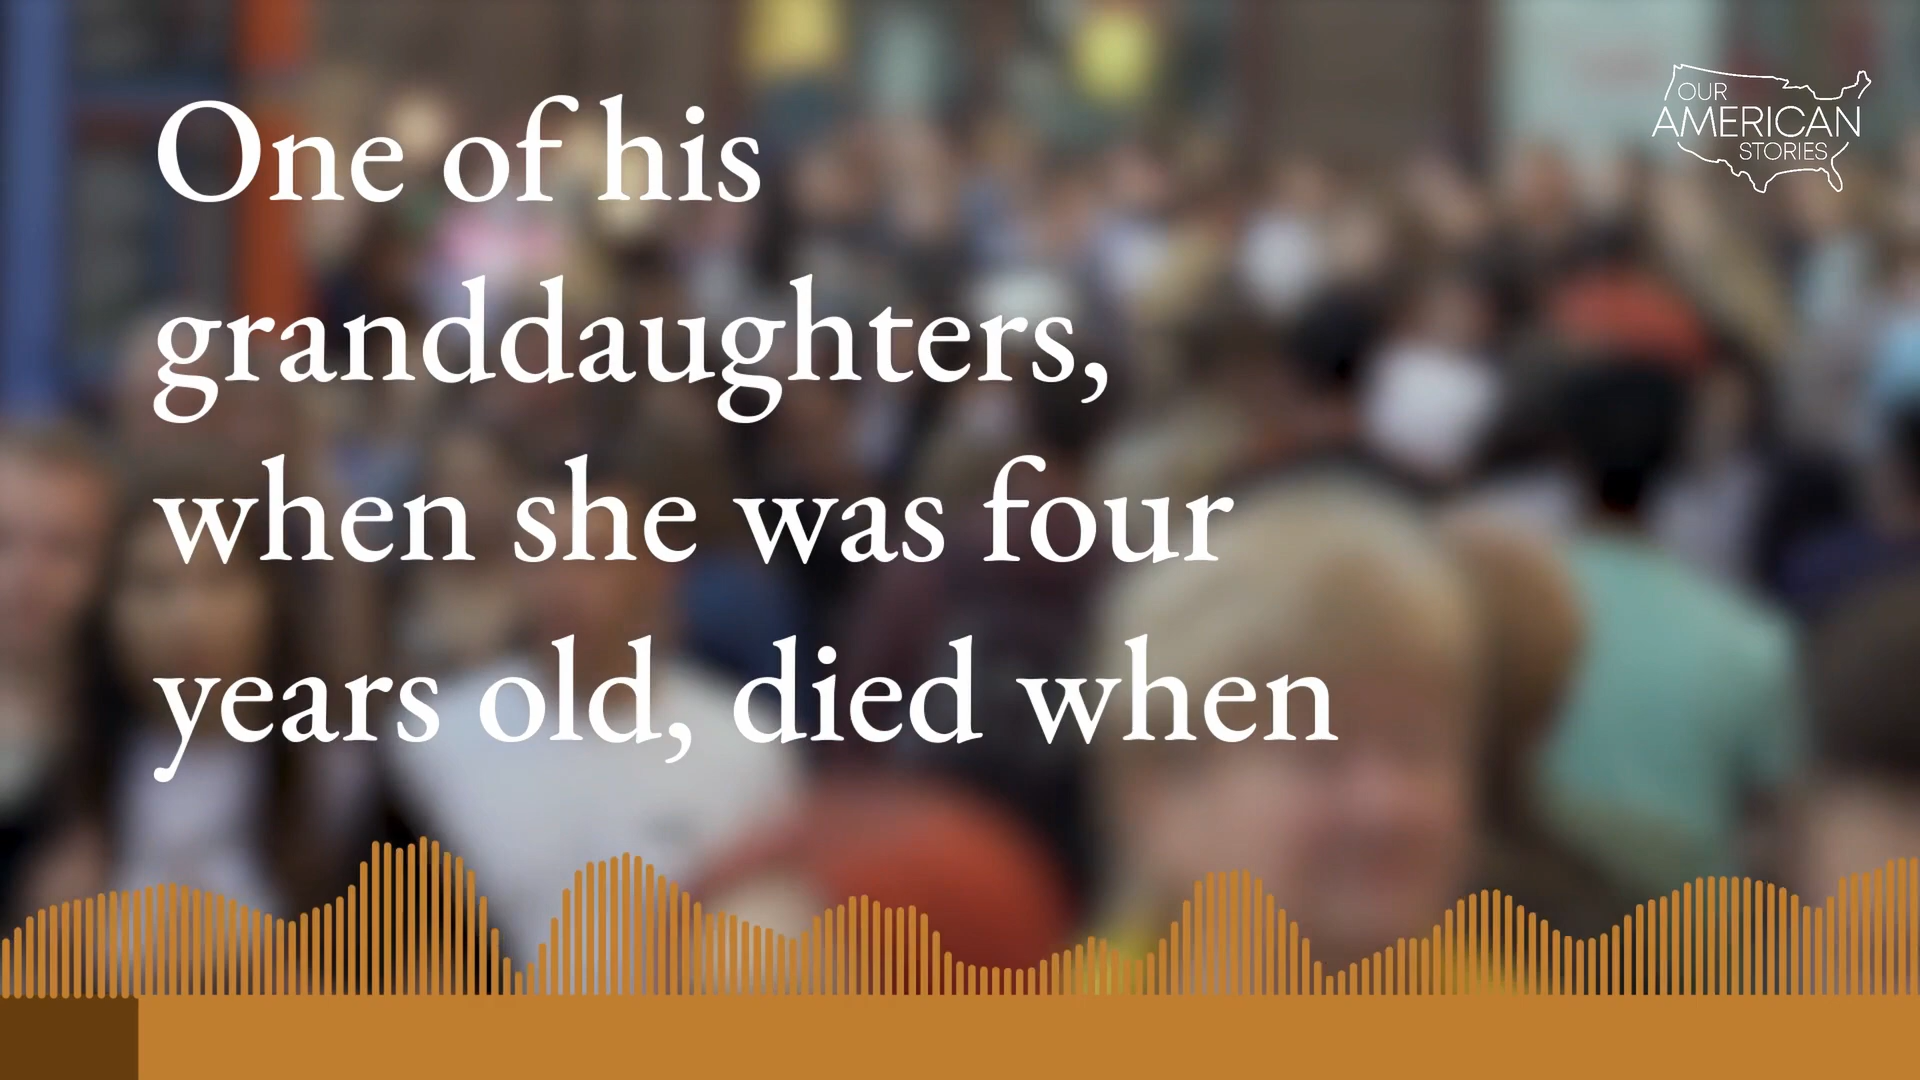 One of his
granddaughters,
when she was four
years old, died when
OUR
AMERICAN
STORIES